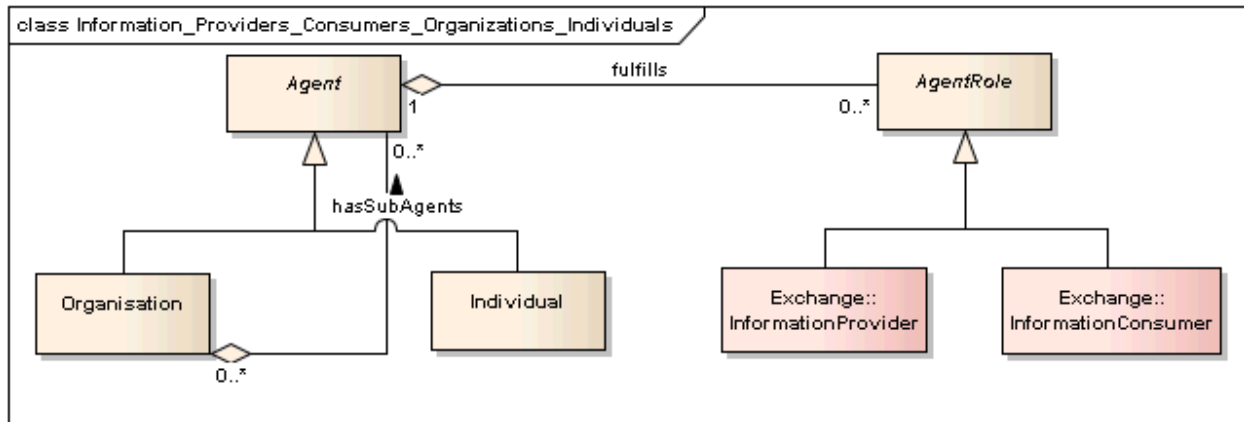 class Information_Providers_Consumers_Organizations_Individuals
Agent
fulfills
AgentRole
1
0..*
0..*
hasSubAgents
Organisation
Individual
Exchange::
InformationProvider
Exchange::
InformationConsumer
0..*